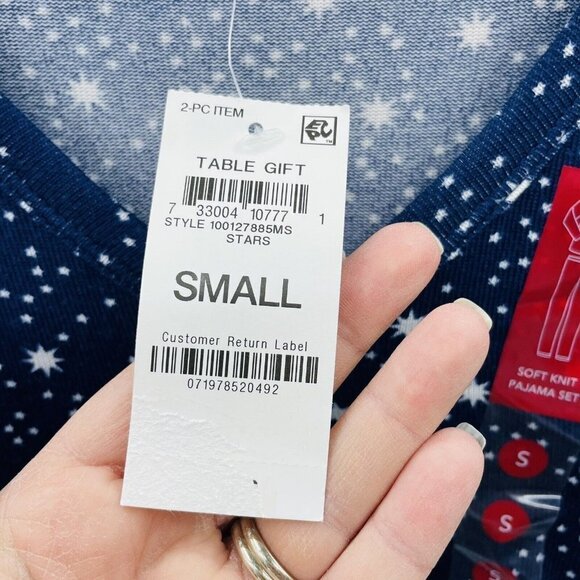 2-PC ITEM
TABLE GIFT
7 33004 10777 1
STYLE 100127885MS
STARS
SMALL
Customer Return Label
071978520492
SOFT KNIT
PAJAMA SET
S
S
S